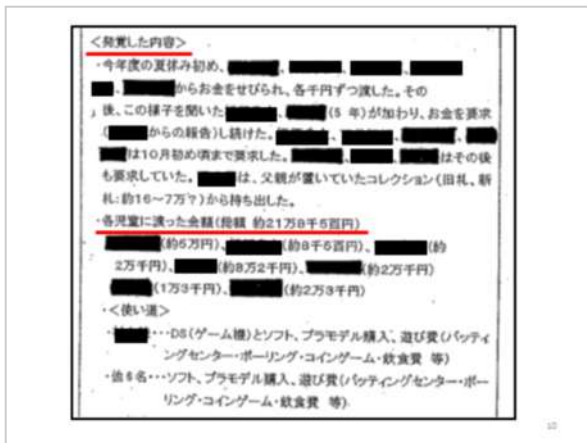 ＜発覚した内容＞
・今年度の夏休み初め、、、、
、からお金をせびられ、各千円ずつ渡した。その
後、この様子を聞いた、(5 年)が加わり、お金を要求
(からの報告)し続けた。、、、
は10月初め頃まで要求した。、、はその後
も要求していた。は、父親が置いていたコレクション(旧札、新
札:約16～7万?)から持ち出した。
・各児童に渡った金額(総額 約21万8千5百円)
(約5万円)、(約8千5百円)、(約
2万千円)、(約8万2千円)、(約2万千円)
(1万3千円)、(約2万3千円)
・＜使い道＞
・・・・DS(ゲーム機)とソフト、プラモデル購入、遊び費(バッティ
ングセンター・ボーリング・コインゲーム・飲食費 等)
・他6名・・・ソフト、プラモデル購入、遊び費(バッティングセンター・ボー
リング・コインゲーム・飲食費 等)